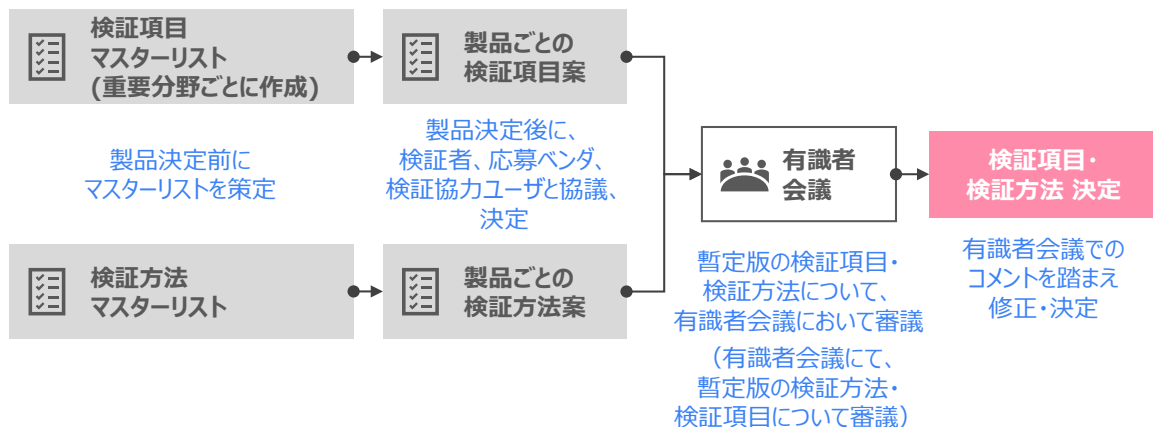 検証項目
マスターリスト
(重要分野ごとに作成)
製品ごとの
検証項目案
製品決定前に
マスターリストを策定
製品決定後に、
検証者、応募ベンダ、
検証協力ユーザと協議、
決定
検証方法
マスターリスト
製品ごとの
検証方法案
有識者
会議
暫定版の検証項目・
検証方法について、
有識者会議において審議
（有識者会議にて、
暫定版の検証方法・
検証項目について審議）
検証項目・
検証方法 決定
有識者会議での
コメントを踏まえ
修正・決定